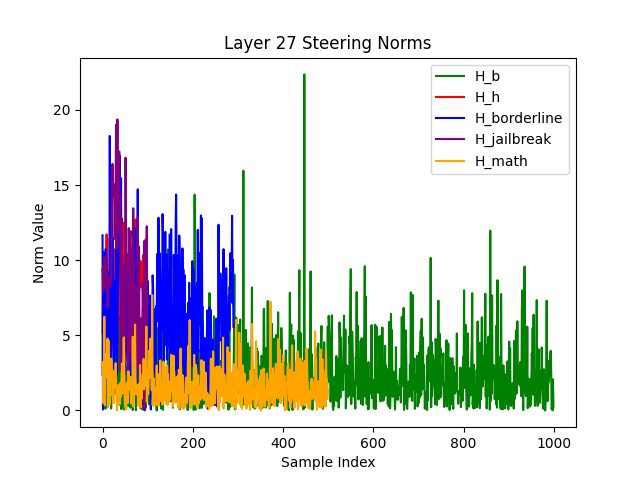 Layer 27 Steering Norms
Norm Value
20
15
10
5
0
0
200
400
600
800
1000
Sample Index
H_b
H_h
H_borderline
H_jailbreak
H_math